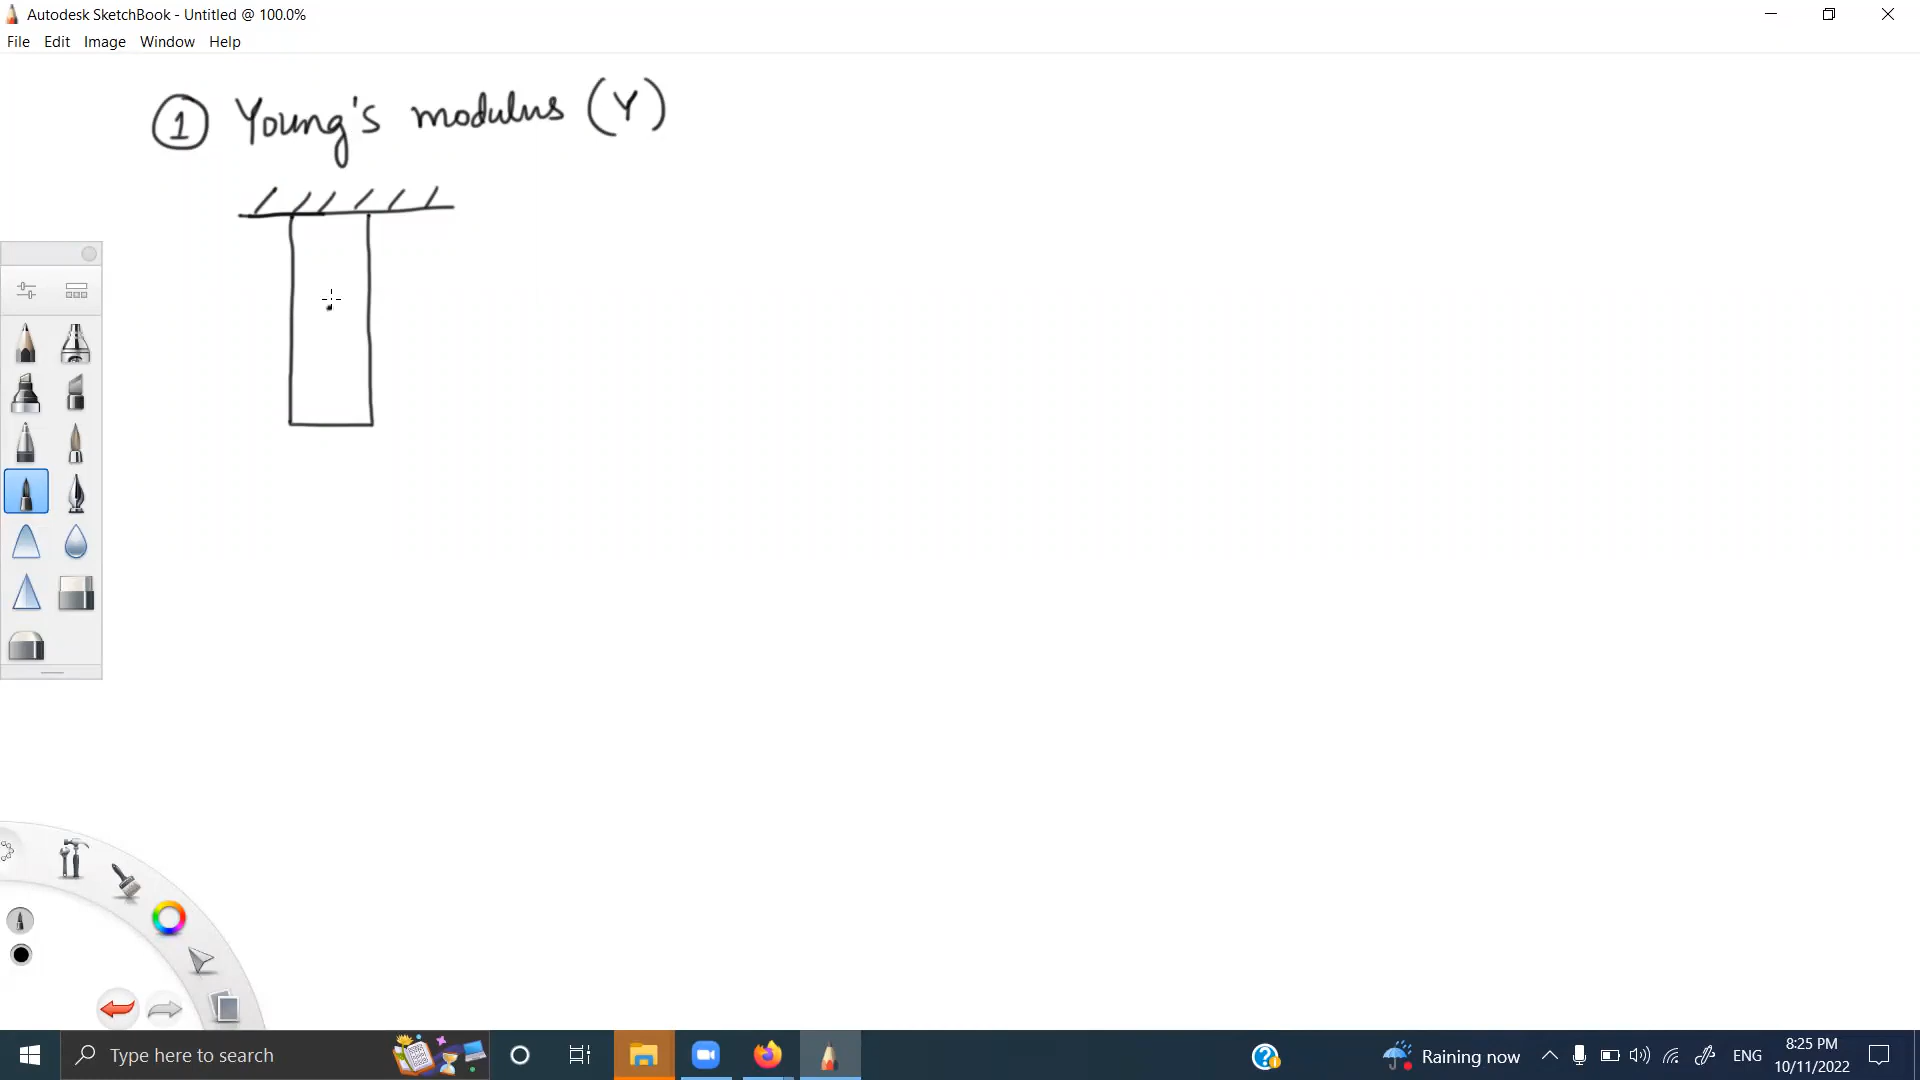 Autodesk SketchBook - Untitled @ 100.0%
File Edit Image Window Help
① Young's modulus (Y)
Type here to search
Raining now
ENG
8:25 PM
10/11/2022